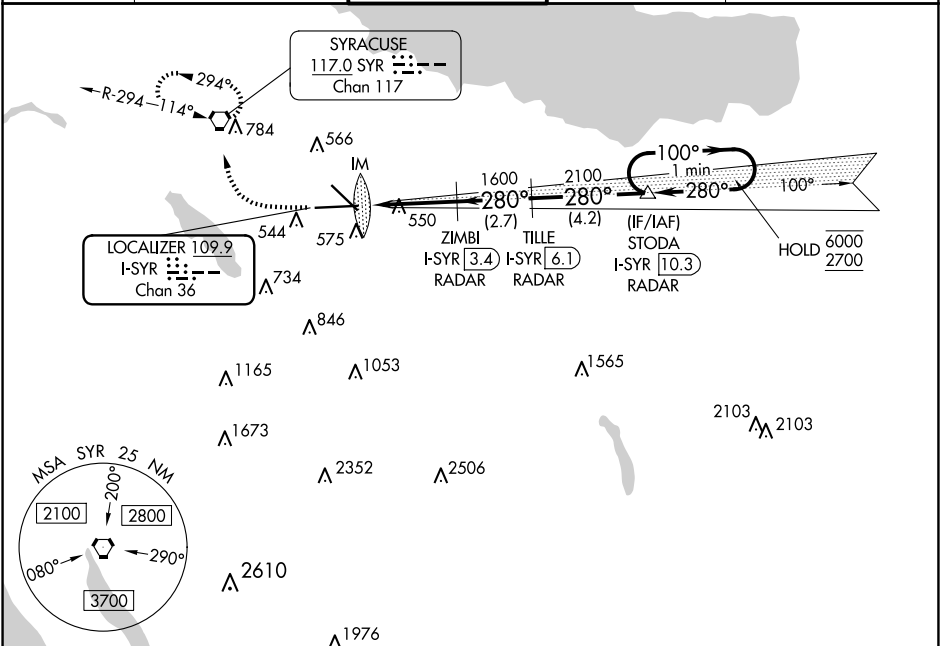 SYRACUSE
117.0 SYR
Chan 117
294°
R-294
114°
784
566
IM
1600
2100
100°
1 min
280°
280°
280°
100°
(2.7)
(4.2)
550
544
575
ZIMBI
I-SYR 3.4
RADAR
TILLE
I-SYR 6.1
RADAR
(IF/IAF)
STODA
I-SYR 10.3
RADAR
HOLD 6000
2700
LOCALIZER 109.9
I-SYR
Chan 36
734
846
1165
1053
1565
1673
2103
2103
2352
2506
MSA SYR 25 NM
200°
2100
2800
080°
290°
3700
2610
1976